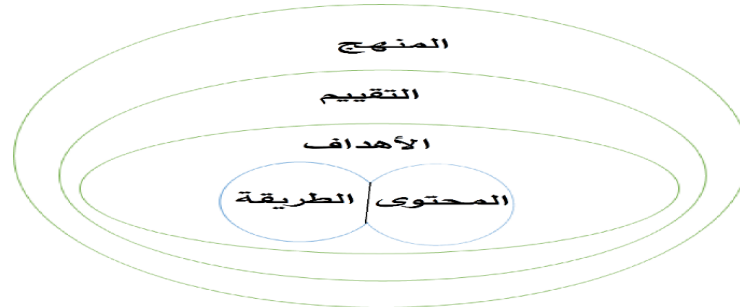 المنهج
التقييم
الأهداف
المحتوى الطريقة